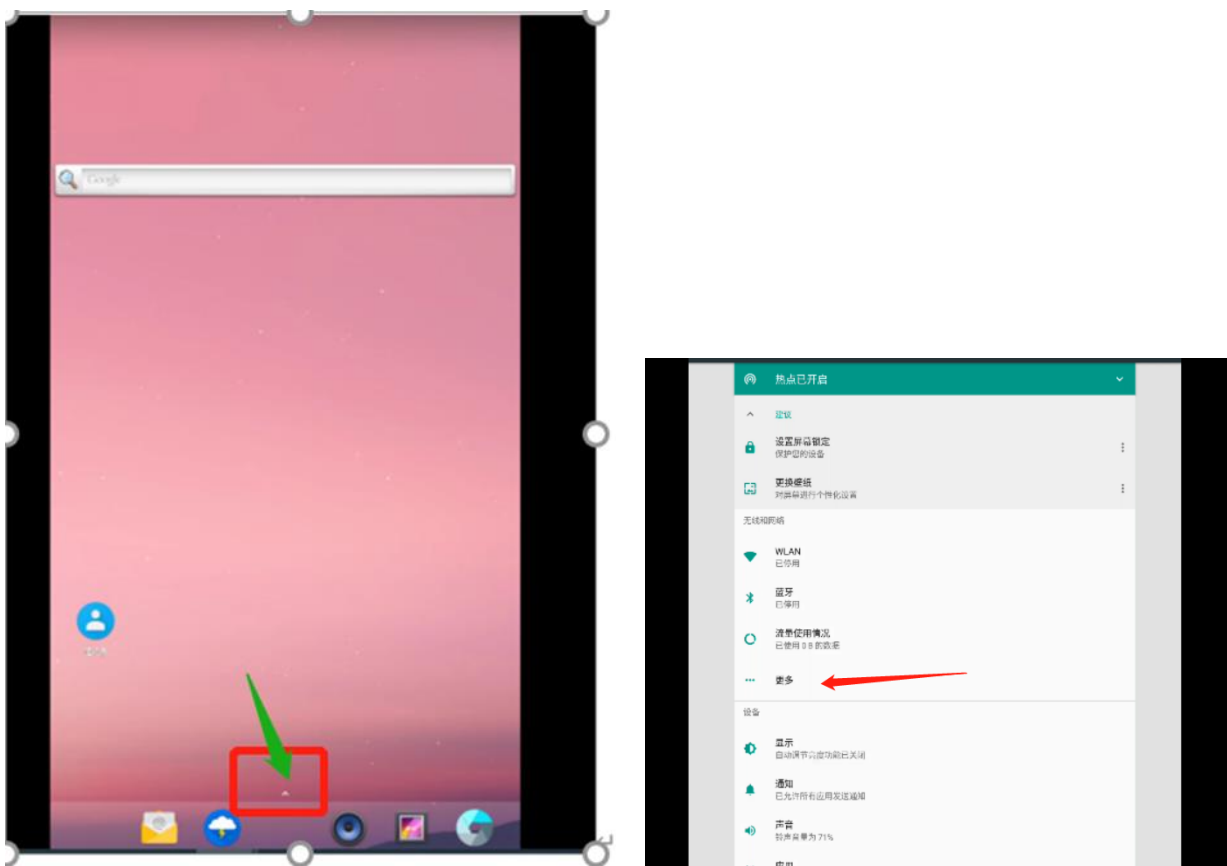 Google
热点已开启
建议
设置屏幕锁定
保护您的设备
更换壁纸
对屏幕进行个性化设置
无线和网络
WLAN
已停用
蓝牙
已停用
流量使用情况
已使用 0 B 的数据
更多
设备
显示
自动调节亮度功能已关闭
通知
已允许所有应用发送通知
声音
铃声音量为 71%